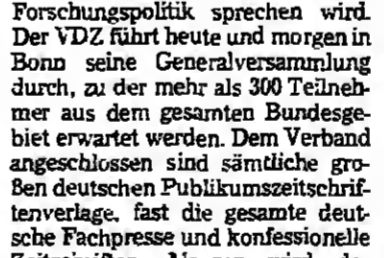 Forschungspolitik sprechen wird.
Der VDZ führt heute und morgen in
Bonn seine Generalversammlung
durch, zu der mehr als 300 Teilneh-
mer aus dem gesamten Bundesge-
biet erwartet werden. Dem Verband
angeschlossen sind sämtliche gro-
ßen deutschen Publikumszeitschrif-
tenverlage, fast die gesamte deut-
sche Fachpresse und konfessionelle